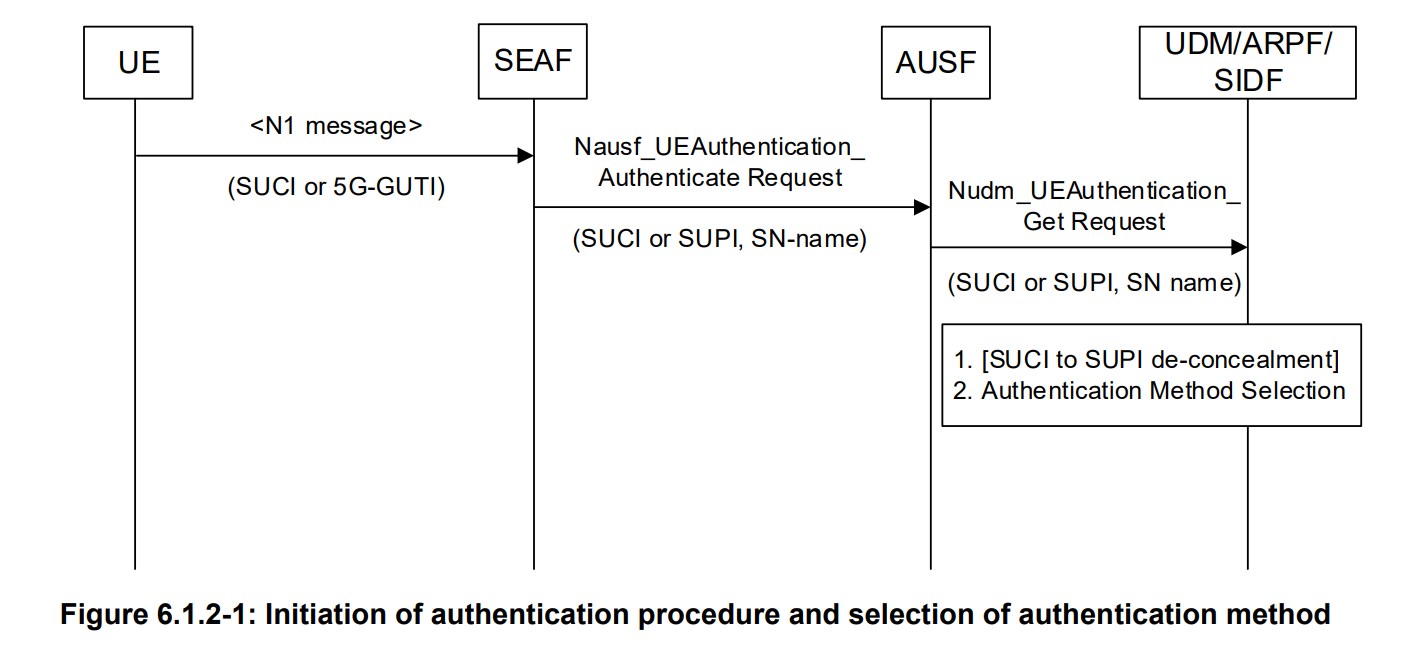 UE
SEAF
AUSF
UDM/ARPF/
SIDF
<N1 message>
(SUCI or 5G-GUTI)
Nausf_UEAuthentication_
Authenticate Request
(SUCI or SUPI, SN-name)
Nudm_UEAuthentication_
Get Request
(SUCI or SUPI, SN name)
1. [SUCI to SUPI de-concealment]
2. Authentication Method Selection
Figure 6.1.2-1: Initiation of authentication procedure and selection of authentication method